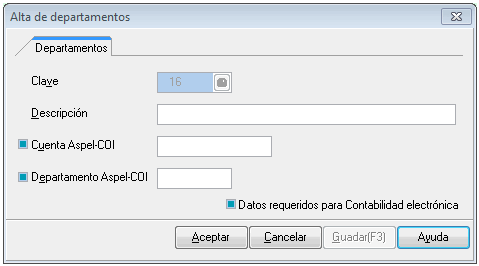 Alta de departamentos
Departamentos
Clave 16
Descripción
Cuenta Aspel-COI
Departamento Aspel-COI
Datos requeridos para Contabilidad electrónica
Aceptar Cancelar Guadar(F3) Ayuda